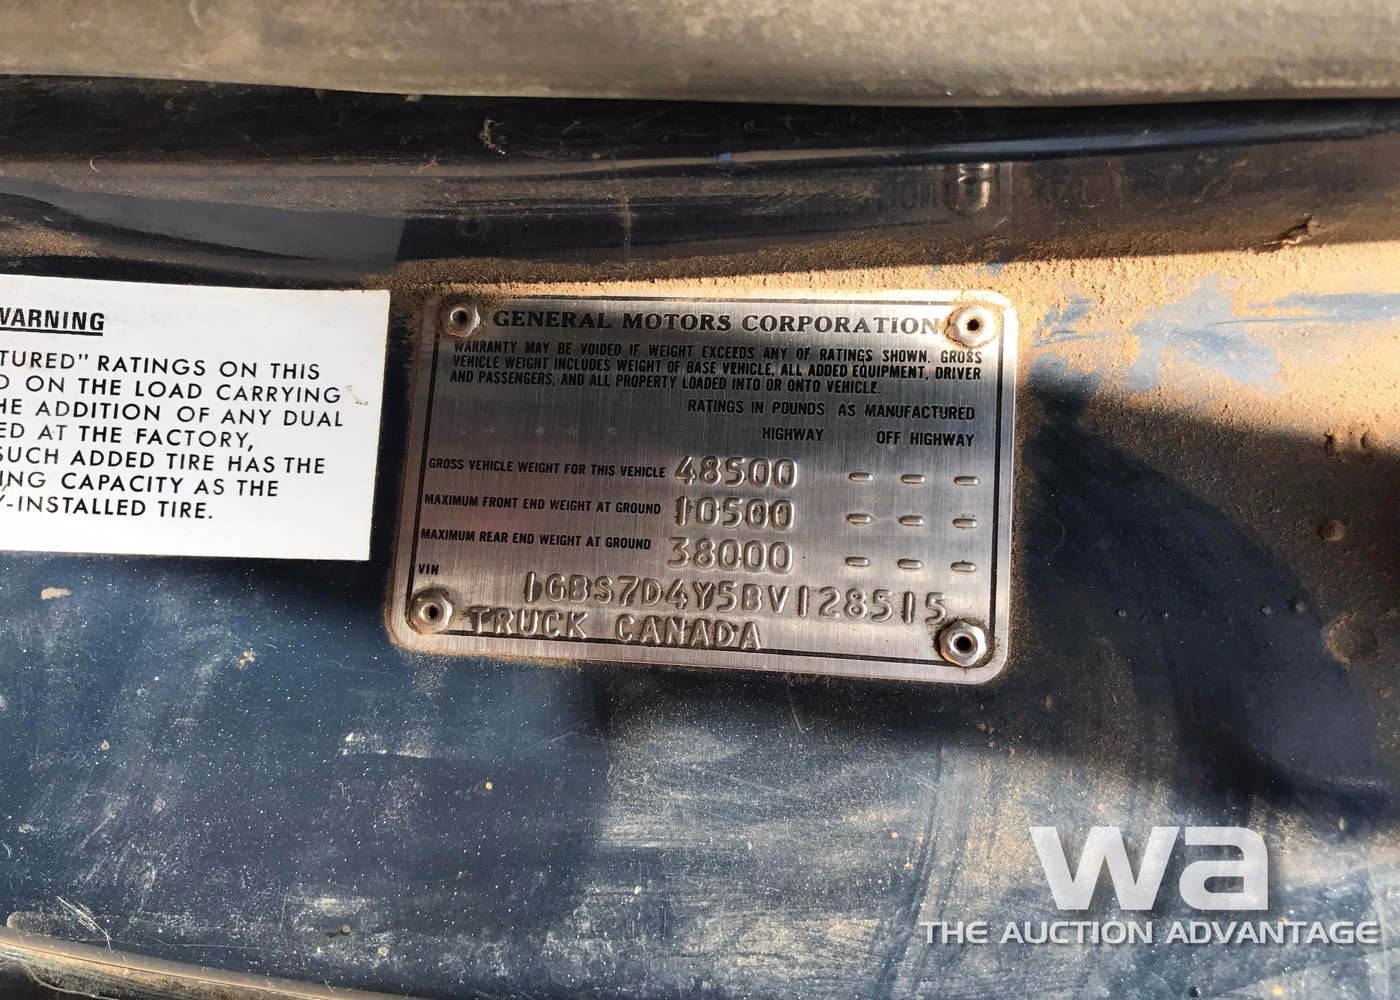 WARNING
TURED" RATINGS ON THIS
D ON THE LOAD CARRYING
HE ADDITION OF ANY DUAL
ED AT THE FACTORY,
SUCH ADDED TIRE HAS THE
ING CAPACITY AS THE
Y-INSTALLED TIRE.
GENERAL MOTORS CORPORATION
WARRANTY MAY BE VOIDED IF WEIGHT EXCEEDS ANY OF RATINGS SHOWN. GROSS
VEHICLE WEIGHT INCLUDES WEIGHT OF BASE VEHICLE, ALL ADDED EQUIPMENT, DRIVER
AND PASSENGERS, AND ALL PROPERTY LOADED INTO OR ONTO VEHICLE.
RATINGS IN POUNDS AS MANUFACTURED
HIGHWAY OFF HIGHWAY
GROSS VEHICLE WEIGHT FOR THIS VEHICLE 48500 - - -
MAXIMUM FRONT END WEIGHT AT GROUND 10500 - - -
MAXIMUM REAR END WEIGHT AT GROUND 38000 - - -
VIN
1GBS7D4Y5BV128515
TRUCK CANADA
wa
THE AUCTION ADVANTAGE